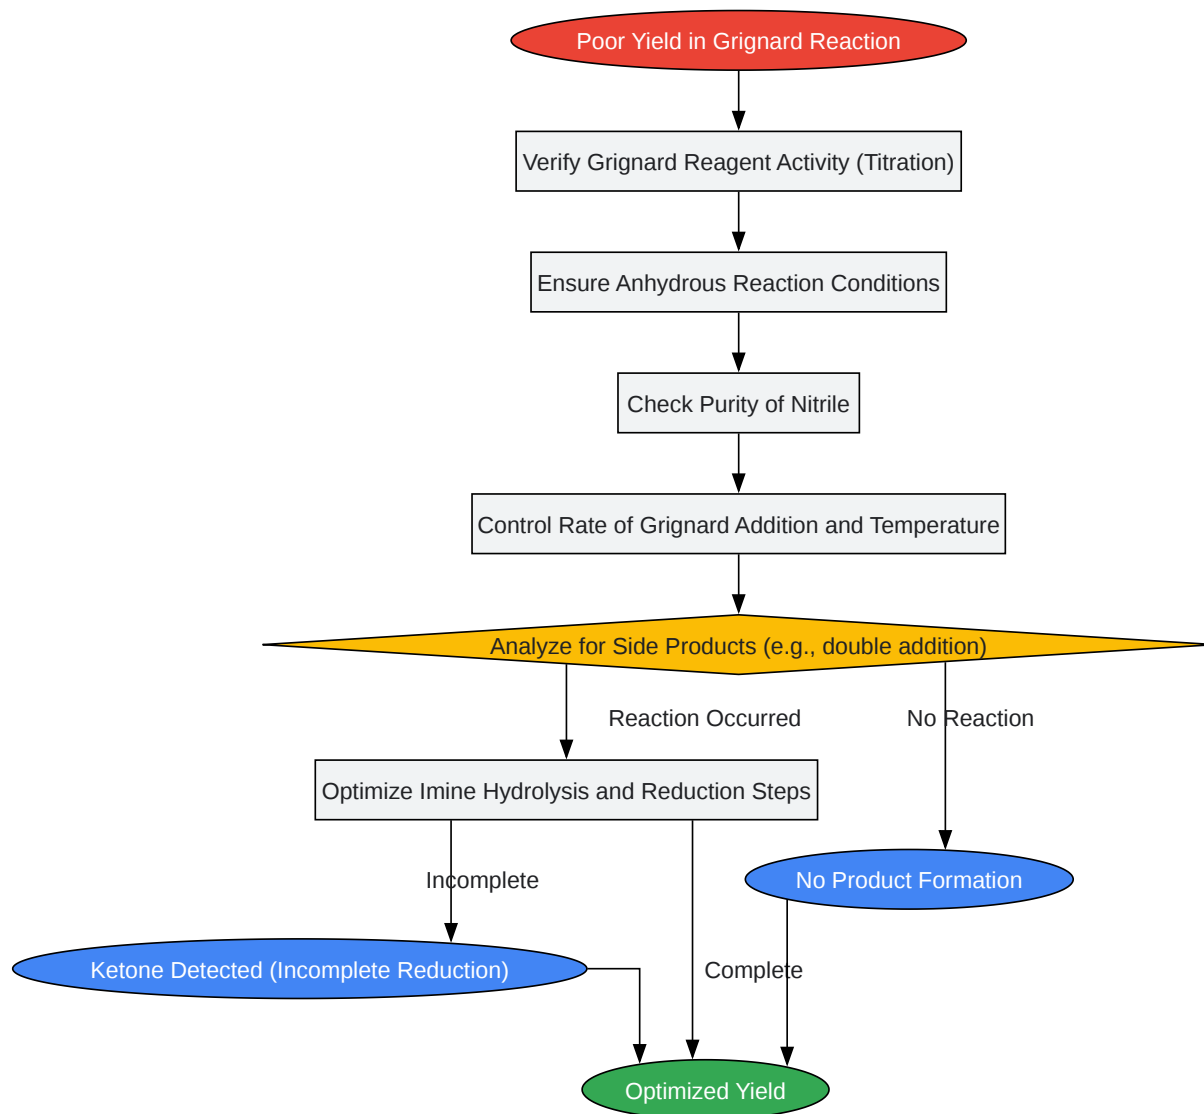 Poor Yield in Grignard Reaction
Verify Grignard Reagent Activity (Titration)
Ensure Anhydrous Reaction Conditions
Check Purity of Nitrile
Control Rate of Grignard Addition and Temperature
Analyze for Side Products (e.g., double addition)
Reaction Occurred
No Reaction
Optimize Imine Hydrolysis and Reduction Steps
Incomplete
No Product Formation
Ketone Detected (Incomplete Reduction)
Complete
Optimized Yield